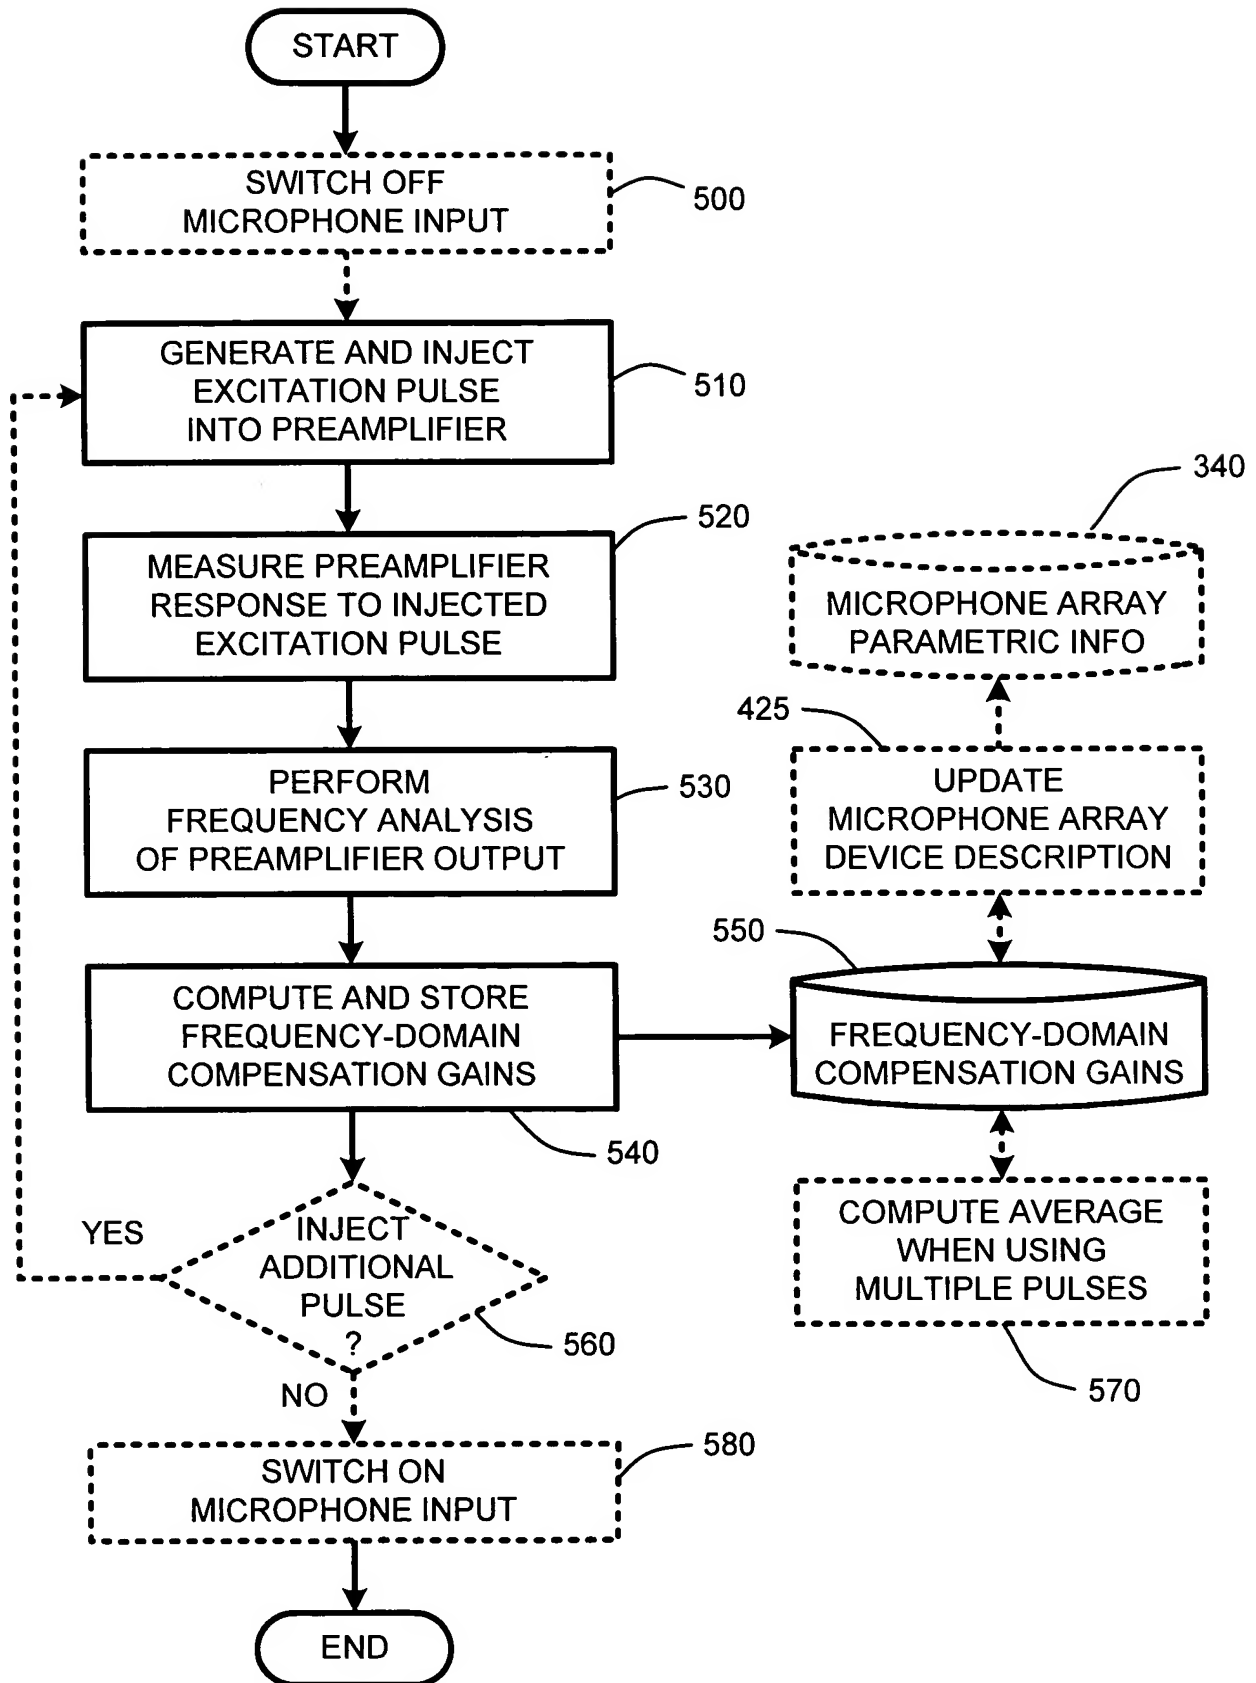 START
SWITCH OFF
MICROPHONE INPUT
500
GENERATE AND INJECT
EXCITATION PULSE
INTO PREAMPLIFIER
510
MEASURE PREAMPLIFIER
RESPONSE TO INJECTED
EXCITATION PULSE
520
PERFORM
FREQUENCY ANALYSIS
OF PREAMPLIFIER OUTPUT
530
COMPUTE AND STORE
FREQUENCY-DOMAIN
COMPENSATION GAINS
540
INJECT
ADDITIONAL
PULSE
?
560
YES
NO
SWITCH ON
MICROPHONE INPUT
580
END
340
MICROPHONE ARRAY
PARAMETRIC INFO
425
UPDATE
MICROPHONE ARRAY
DEVICE DESCRIPTION
550
FREQUENCY-DOMAIN
COMPENSATION GAINS
COMPUTE AVERAGE
WHEN USING
MULTIPLE PULSES
570